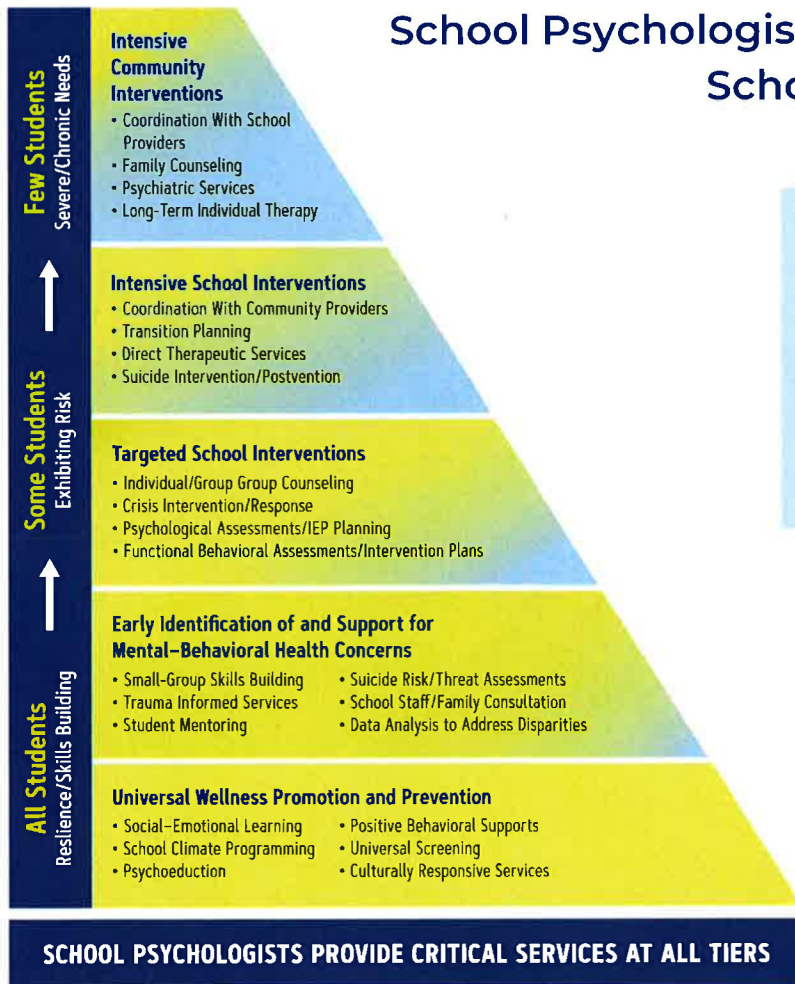 School Psychologis
Scho
Intensive
Community
Interventions
• Coordination With School
Providers
• Family Counseling
• Psychiatric Services
• Long-Term Individual Therapy
Intensive School Interventions
• Coordination With Community Providers
• Transition Planning
• Direct Therapeutic Services
• Suicide Intervention/Postvention
Targeted School Interventions
• Individual/Group Group Counseling
• Crisis Intervention/Response
• Psychological Assessments/IEP Planning
• Functional Behavioral Assessments/Intervention Plans
Early Identification of and Support for
Mental–Behavioral Health Concerns
• Small-Group Skills Building
• Trauma Informed Services
• Student Mentoring
• Suicide Risk/Threat Assessments
• School Staff/Family Consultation
• Data Analysis to Address Disparities
Universal Wellness Promotion and Prevention
• Social–Emotional Learning
• School Climate Programming
• Psychoeduction
• Positive Behavioral Supports
• Universal Screening
• Culturally Responsive Services
Few Students
Severe/Chronic Needs
Some Students
Exhibiting Risk
All Students
Reslience/Skills Building
SCHOOL PSYCHOLOGISTS PROVIDE CRITICAL SERVICES AT ALL TIERS